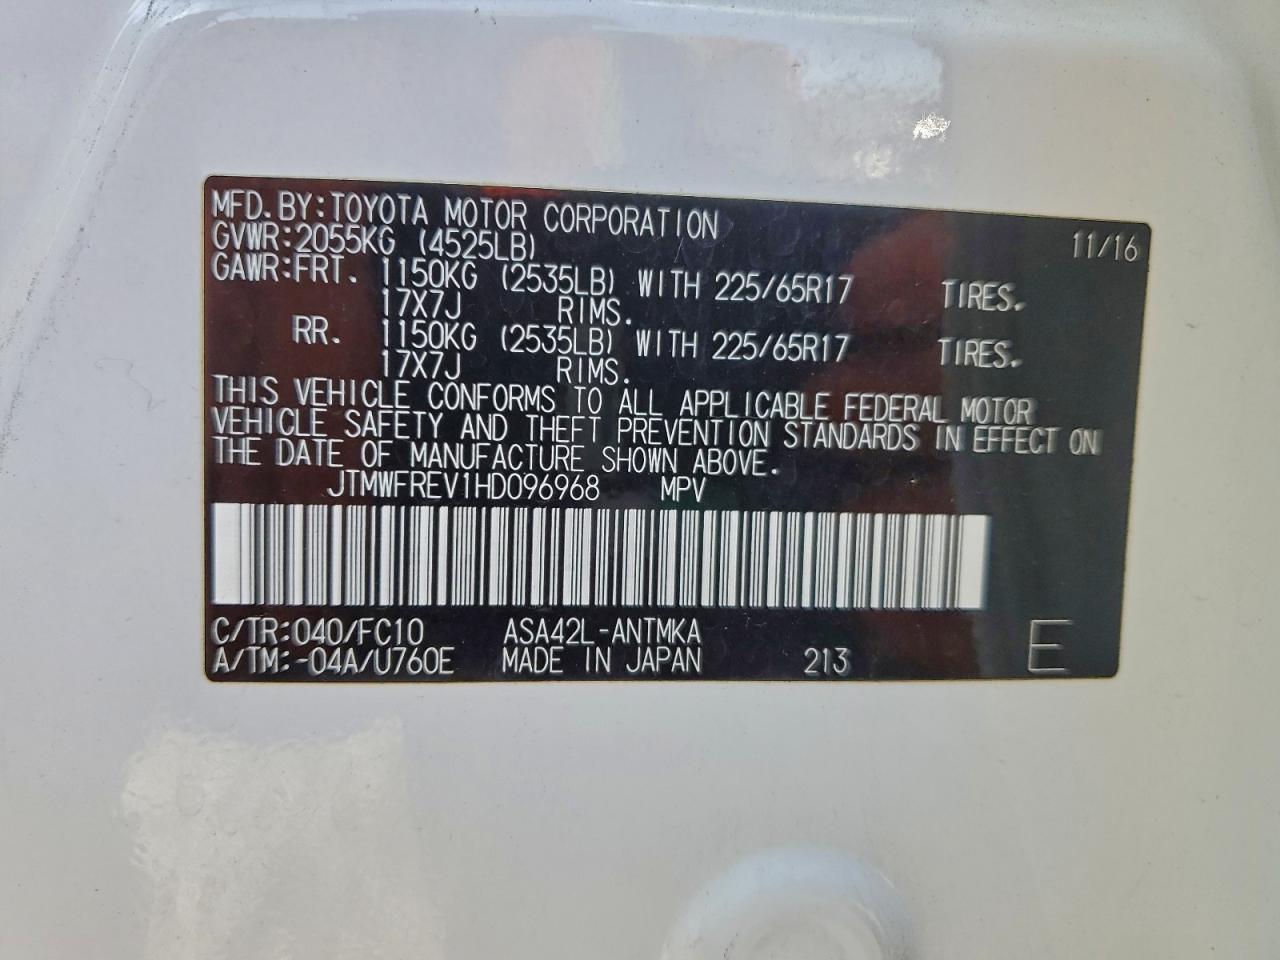 MFD. BY: TOYOTA MOTOR CORPORATION 11/16
GVWR: 2055KG (4525LB)
GAWR: FRT. 1150KG (2535LB) WITH 225/65R17 TIRES.
17X7J RIMS.
RR. 1150KG (2535LB) WITH 225/65R17 TIRES.
17X7J RIMS.
THIS VEHICLE CONFORMS TO ALL APPLICABLE FEDERAL MOTOR
VEHICLE SAFETY AND THEFT PREVENTION STANDARDS IN EFFECT ON
THE DATE OF MANUFACTURE SHOWN ABOVE.
JTMWFREV1HD096968 MPV
C/TR: 040/FC10 ASA42L-ANTMKA
A/TM: -04A/U760E MADE IN JAPAN 213 E